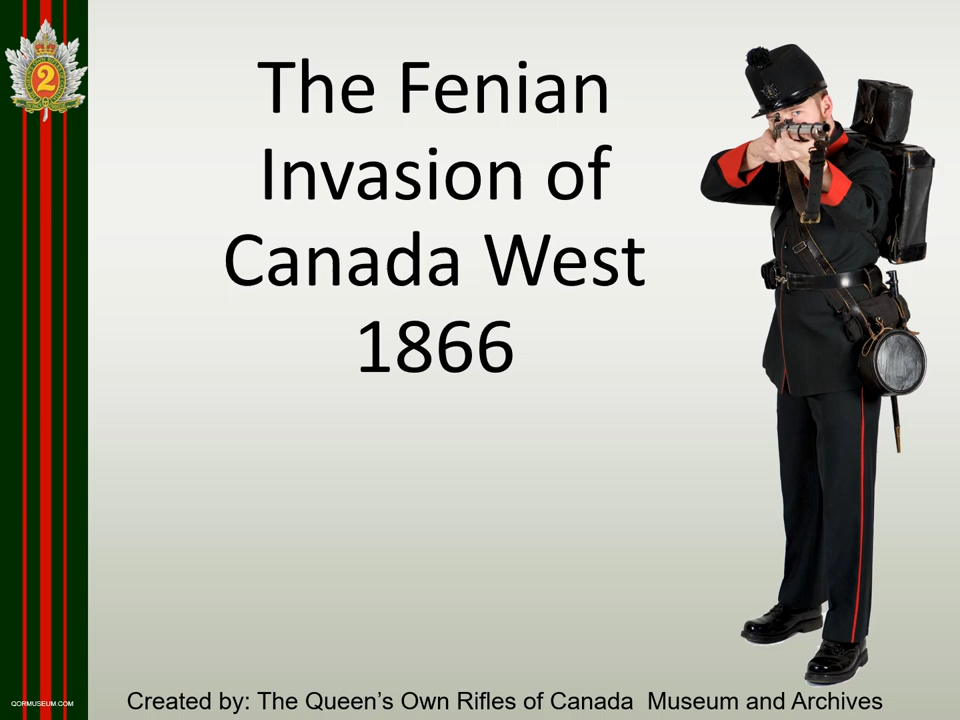 2
The Fenian
Invasion of
Canada West
1866
QORMUSEUM.COM
Created by: The Queen’s Own Rifles of Canada  Museum and Archives